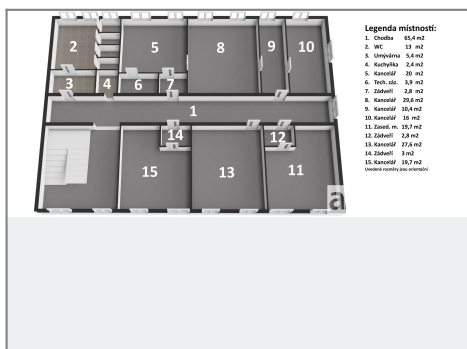 Legenda místností:
1. Chodba 65,4 m2
2. WC 13 m2
3. Umývárna 5,4 m2
4. Kuchyňka 2,4 m2
5. Kancelář 20 m2
6. Tech. záz. 3,9 m2
7. Zádveří 2,8 m2
8. Kancelář 29,6 m2
9. Kancelář 10,4 m2
10. Kancelář 16 m2
11. Zased. m. 19,7 m2
12. Zádveří 2,8 m2
13. Kancelář 27,6 m2
14. Zádveří 3 m2
15. Kancelář 19,7 m2
Uvedené rozměry jsou orientační
2 5 8 9 10
3 4 6 7
1
14 12
15 13 11
a